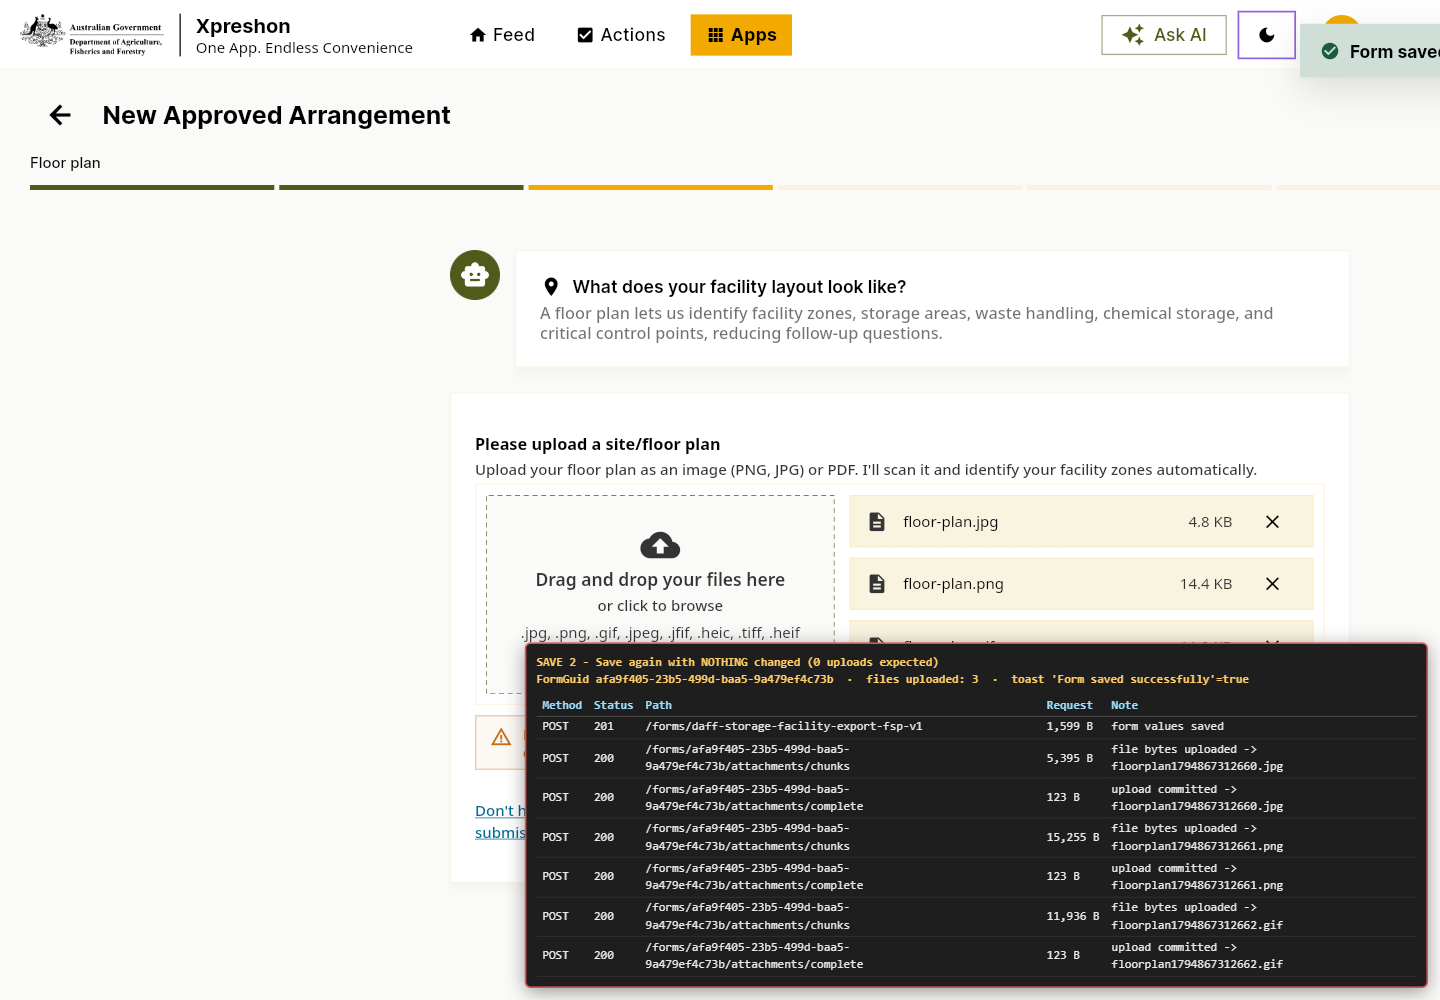 Australian Government
Department of Agriculture,
Fisheries and Forestry
Xpreshon
One App. Endless Convenience
Feed
Actions
Apps
Ask AI
Form saved
New Approved Arrangement
Floor plan
What does your facility layout look like?
A floor plan lets us identify facility zones, storage areas, waste handling, chemical storage, and
critical control points, reducing follow-up questions.
Please upload a site/floor plan
Upload your floor plan as an image (PNG, JPG) or PDF. I'll scan it and identify your facility zones automatically.
Drag and drop your files here
or click to browse
.jpg, .png, .gif, .jpeg, .jfif, .heic, .tiff, .heif
floor-plan.jpg 4.8 KB
floor-plan.png 14.4 KB
Don't h
submis
SAVE 2 - Save again with NOTHING changed (0 uploads expected)
FormGuid afa9f405-23b5-499d-baa5-9a479ef4c73b · files uploaded: 3 · toast 'Form saved successfully'=true
Method Status Path Request Note
POST 201 /forms/daff-storage-facility-export-fsp-v1 1,599 B form values saved
POST 200 /forms/afa9f405-23b5-499d-baa5-9a479ef4c73b/attachments/chunks 5,395 B file bytes uploaded -> floorplan1794867312660.jpg
POST 200 /forms/afa9f405-23b5-499d-baa5-9a479ef4c73b/attachments/complete 123 B upload committed -> floorplan1794867312660.jpg
POST 200 /forms/afa9f405-23b5-499d-baa5-9a479ef4c73b/attachments/chunks 15,255 B file bytes uploaded -> floorplan1794867312661.png
POST 200 /forms/afa9f405-23b5-499d-baa5-9a479ef4c73b/attachments/complete 123 B upload committed -> floorplan1794867312661.png
POST 200 /forms/afa9f405-23b5-499d-baa5-9a479ef4c73b/attachments/chunks 11,936 B file bytes uploaded -> floorplan1794867312662.gif
POST 200 /forms/afa9f405-23b5-499d-baa5-9a479ef4c73b/attachments/complete 123 B upload committed -> floorplan1794867312662.gif